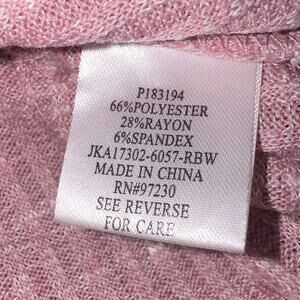 P183194
66%POLYESTER
28%RAYON
6%SPANDEX
JKA17302-6057-RBW
MADE IN CHINA
RN#97230
SEE REVERSE
FOR CARE